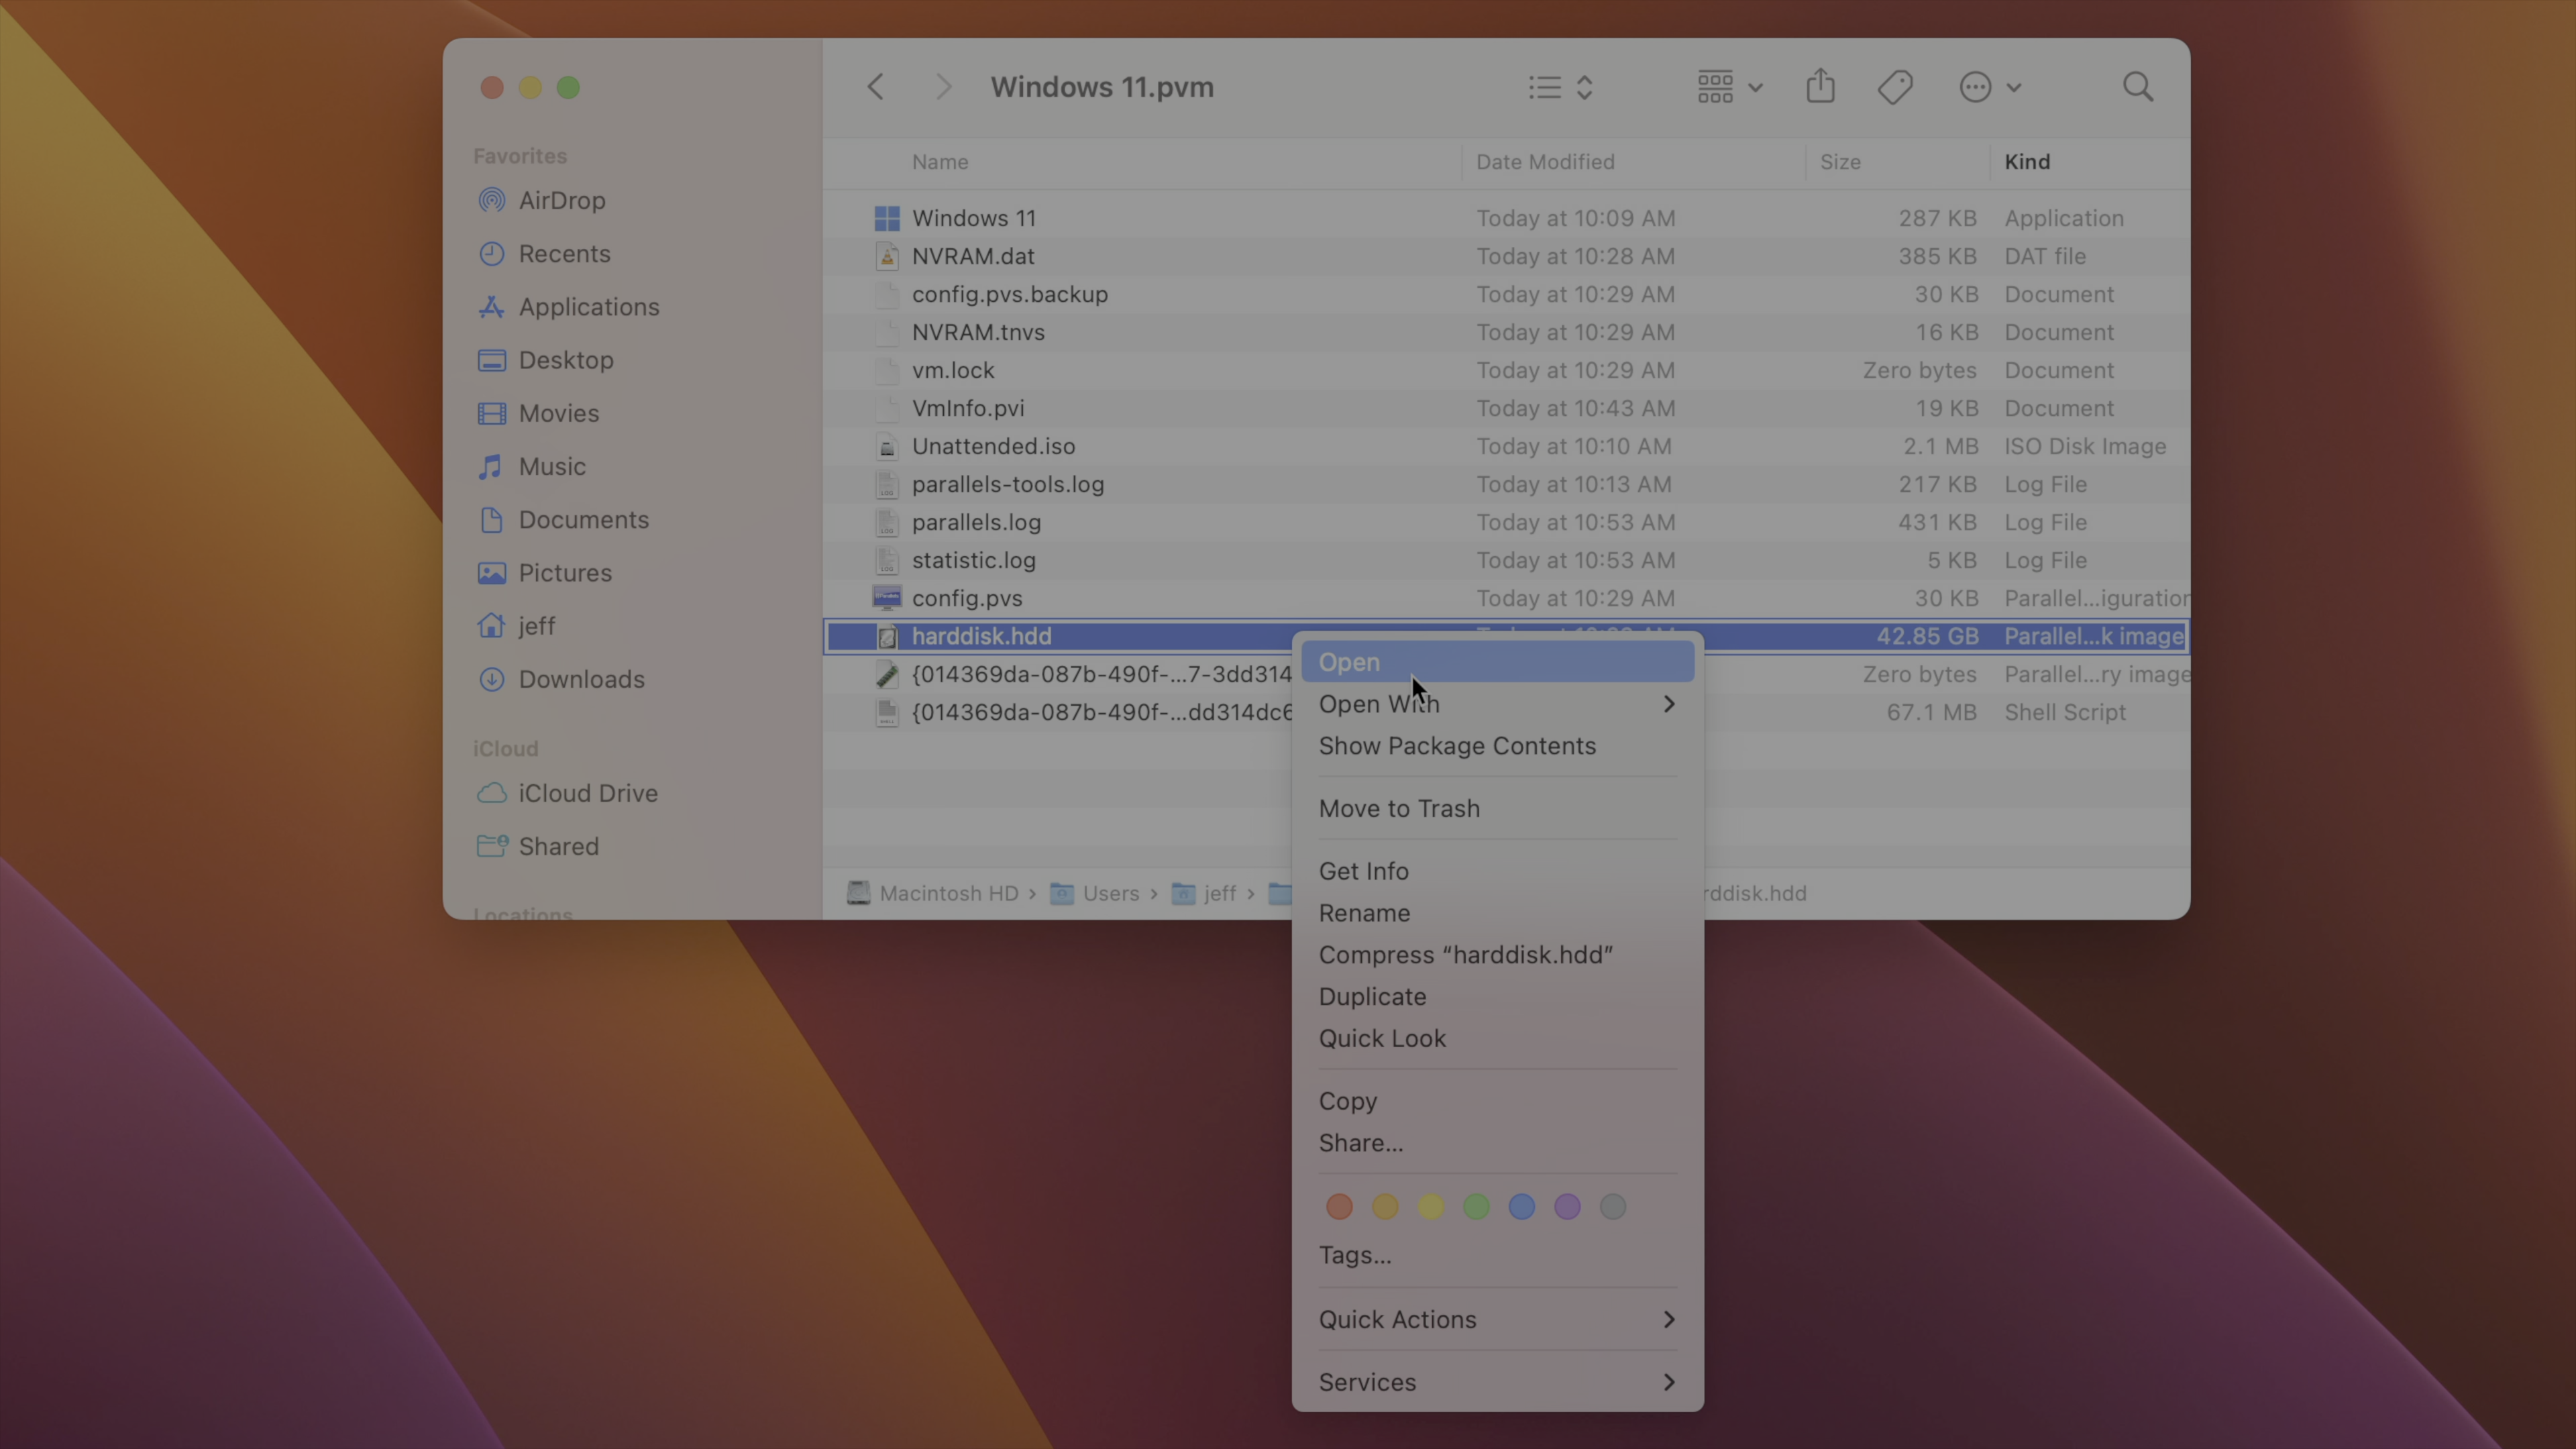 Windows 11.pvm
Favorites
AirDrop
Recents
Applications
Desktop
Movies
Music
Documents
Pictures
jeff
Downloads
iCloud
iCloud Drive
Shared
Locations
Name Date Modified Size Kind
Windows 11 Today at 10:09 AM 287 KB Application
NVRAM.dat Today at 10:28 AM 385 KB DAT file
config.pvs.backup Today at 10:29 AM 30 KB Document
NVRAM.tnvs Today at 10:29 AM 16 KB Document
vm.lock Today at 10:29 AM Zero bytes Document
VmInfo.pvi Today at 10:43 AM 19 KB Document
Unattended.iso Today at 10:10 AM 2.1 MB ISO Disk Image
parallels-tools.log Today at 10:13 AM 217 KB Log File
parallels.log Today at 10:53 AM 431 KB Log File
statistic.log Today at 10:53 AM 5 KB Log File
config.pvs Today at 10:29 AM 30 KB Parallel...iguration
harddisk.hdd 42.85 GB Parallel...k image
{014369da-087b-490f-...7-3dd314 Zero bytes Parallel...ry image
{014369da-087b-490f-...dd314dc6 67.1 MB Shell Script
Macintosh HD › Users › jeff › rddisk.hdd
Open
Open With
Show Package Contents
Move to Trash
Get Info
Rename
Compress “harddisk.hdd”
Duplicate
Quick Look
Copy
Share...
Tags...
Quick Actions
Services